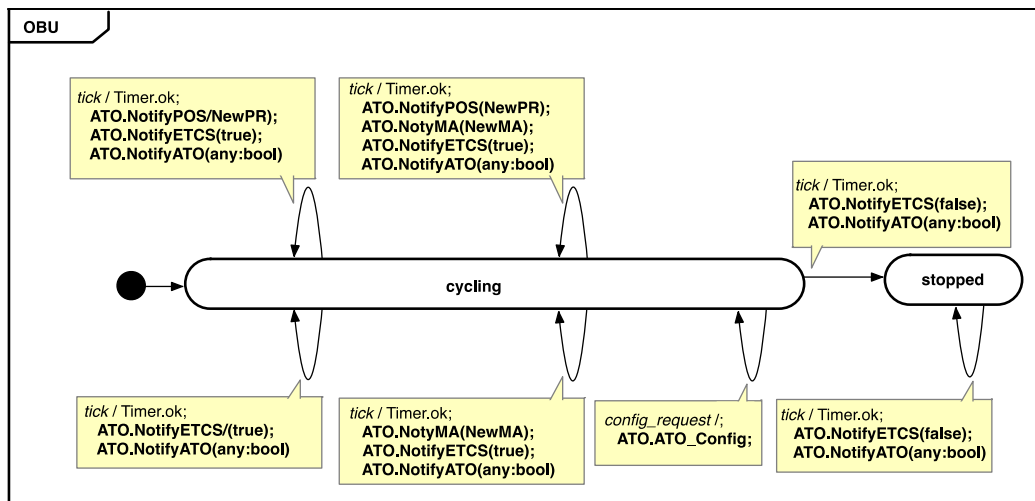 OBU
tick / Timer.ok;
ATO.NotifyPOS/NewPR);
ATO.NotifyETCS(true);
ATO.NotifyATO(any:bool)
tick / Timer.ok;
ATO.NotifyPOS(NewPR);
ATO.NotyMA(NewMA);
ATO.NotifyETCS(true);
ATO.NotifyATO(any:bool)
tick / Timer.ok;
ATO.NotifyETCS(false);
ATO.NotifyATO(any:bool)
cycling
stopped
tick / Timer.ok;
ATO.NotifyETCS/(true);
ATO.NotifyATO(any:bool)
tick / Timer.ok;
ATO.NotyMA(NewMA);
ATO.NotifyETCS(true);
ATO.NotifyATO(any:bool)
config_request /;
ATO.ATO_Config;
tick / Timer.ok;
ATO.NotifyETCS(false);
ATO.NotifyATO(any:bool)